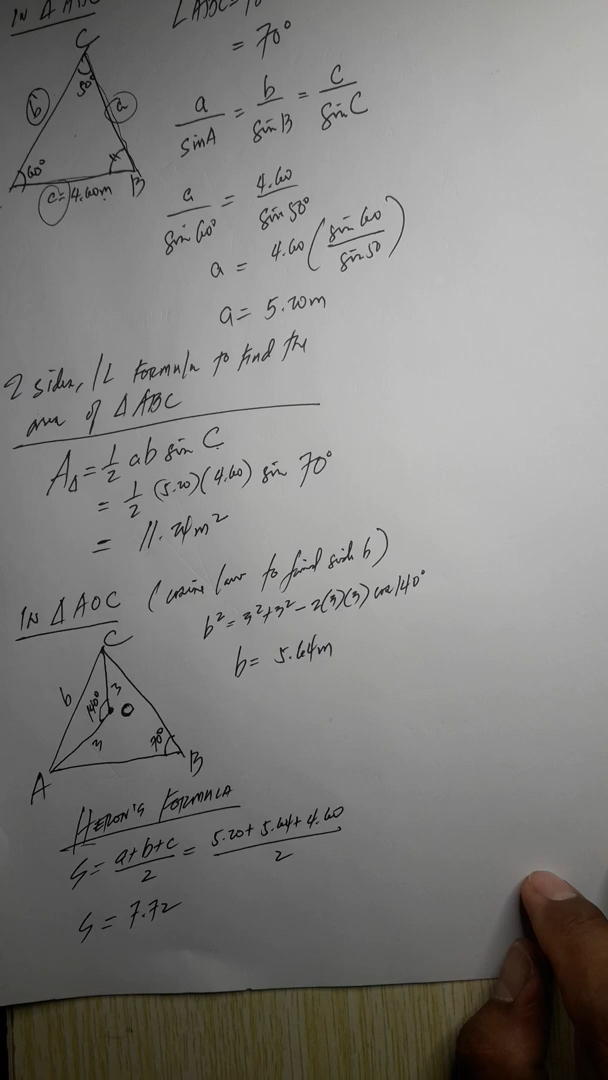 IN Δ
∠ABC=
= 70°
C
50°
b
a
60°
c=4.60m
B
a/sinA = b/sinB = c/sinC
a/sin 60° = 4.60/sin 50°
a = 4.60 (sin 60/sin 50)
a = 5.20m
2 sides, 1∠ formula to find the
area of ΔABC
A△ = 1/2 ab sin C
= 1/2 (5.20)(4.60) sin 70°
= 11.24m²
IN Δ AOC (cosine law to find side b)
b² = 3²+3² - 2(3)(3) cos 140°
b = 5.64m
C
b
140°
3
O
3
70°
A
B
HERON'S FORMULA
S = a+b+c/2 = 5.20+5.64+4.60/2
S = 7.72